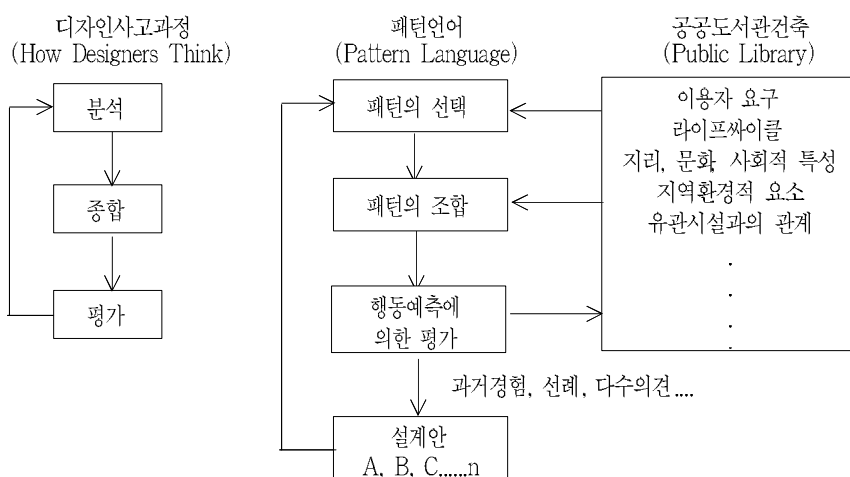 디자인사고과정
(How Designers Think)
분석
종합
평가
패턴언어
(Pattern Language)
패턴의 선택
패턴의 조합
행동예측에
의한 평가
과거경험, 선례, 다수의견....
설계안
A, B, C......n
공공도서관건축
(Public Library)
이용자 요구
라이프싸이클
지리, 문화, 사회적 특성
지역환경적 요소
유관시설과의 관계
.
.
.
.